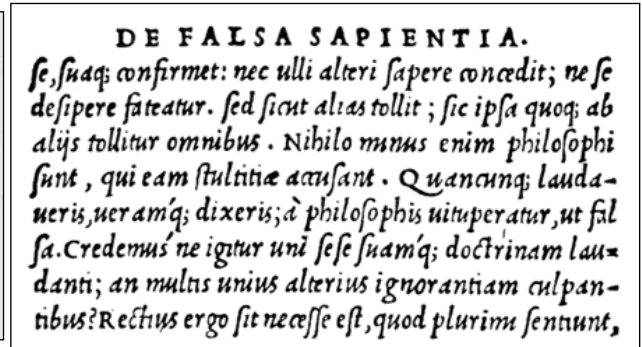 DE FALSA SAPIENTIA.
ſe, ſuaq; confirmet: nec ulli alteri ſapere concedit; ne ſe
deſipere fateatur. ſed ſicut alias tollit; ſic ipſa quoq; ab
alijs tollitur omnibus. Nihilo minus enim philoſophi
ſunt, qui eam ſtultitiæ accuſant. Quancunq; lauda-
ueris, ueram'q; dixeris; à philoſophis uituperatur, ut fal
ſa. Credemus'ne igitur uni ſeſe ſuam'q; doctrinam lau-
danti; an multis unius alterius ignorantiam culpan-
tibus? Rectius ergo ſit neceſſe eſt, quod plurimi ſentiunt,